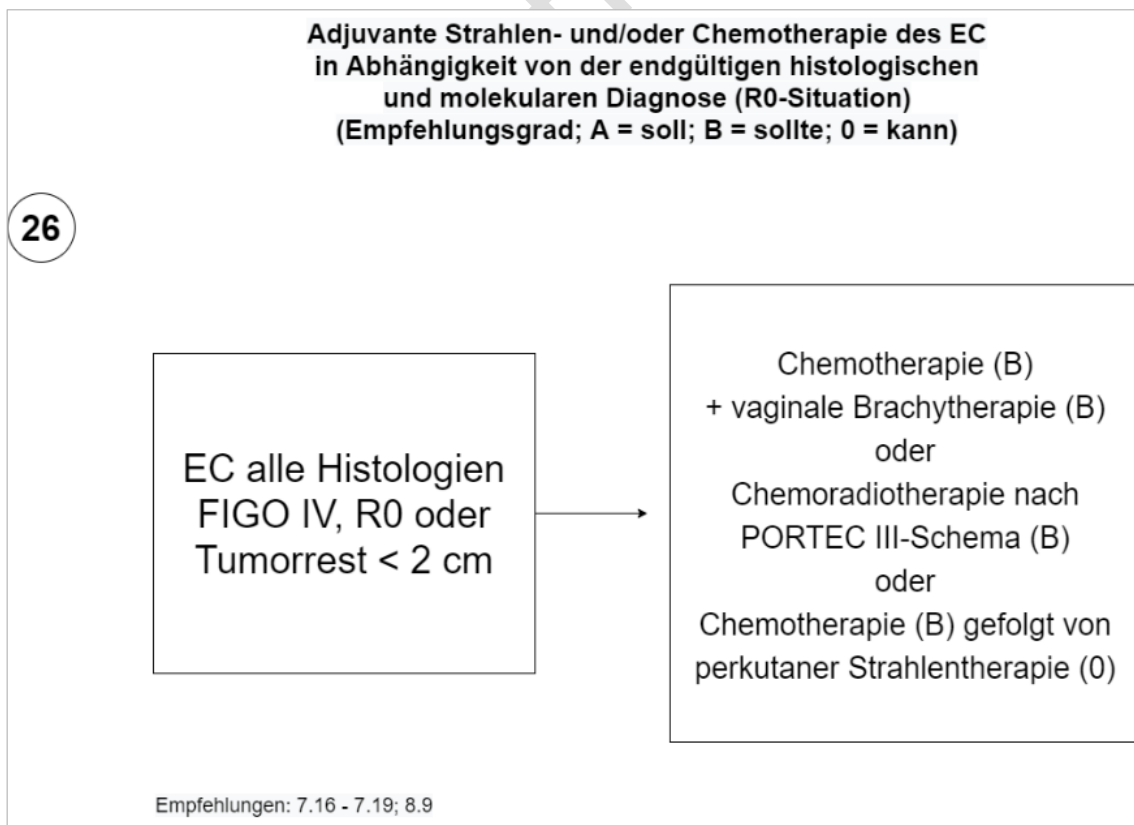 Adjuvante Strahlen- und/oder Chemotherapie des EC
in Abhängigkeit von der endgültigen histologischen
und molekularen Diagnose (R0-Situation)
(Empfehlungsgrad; A = soll; B = sollte; 0 = kann)
26
EC alle Histologien
FIGO IV, R0 oder
Tumorrest < 2 cm
Chemotherapie (B)
+ vaginale Brachytherapie (B)
oder
Chemoradiotherapie nach
PORTEC III-Schema (B)
oder
Chemotherapie (B) gefolgt von
perkutaner Strahlentherapie (0)
Empfehlungen: 7.16 - 7.19; 8.9